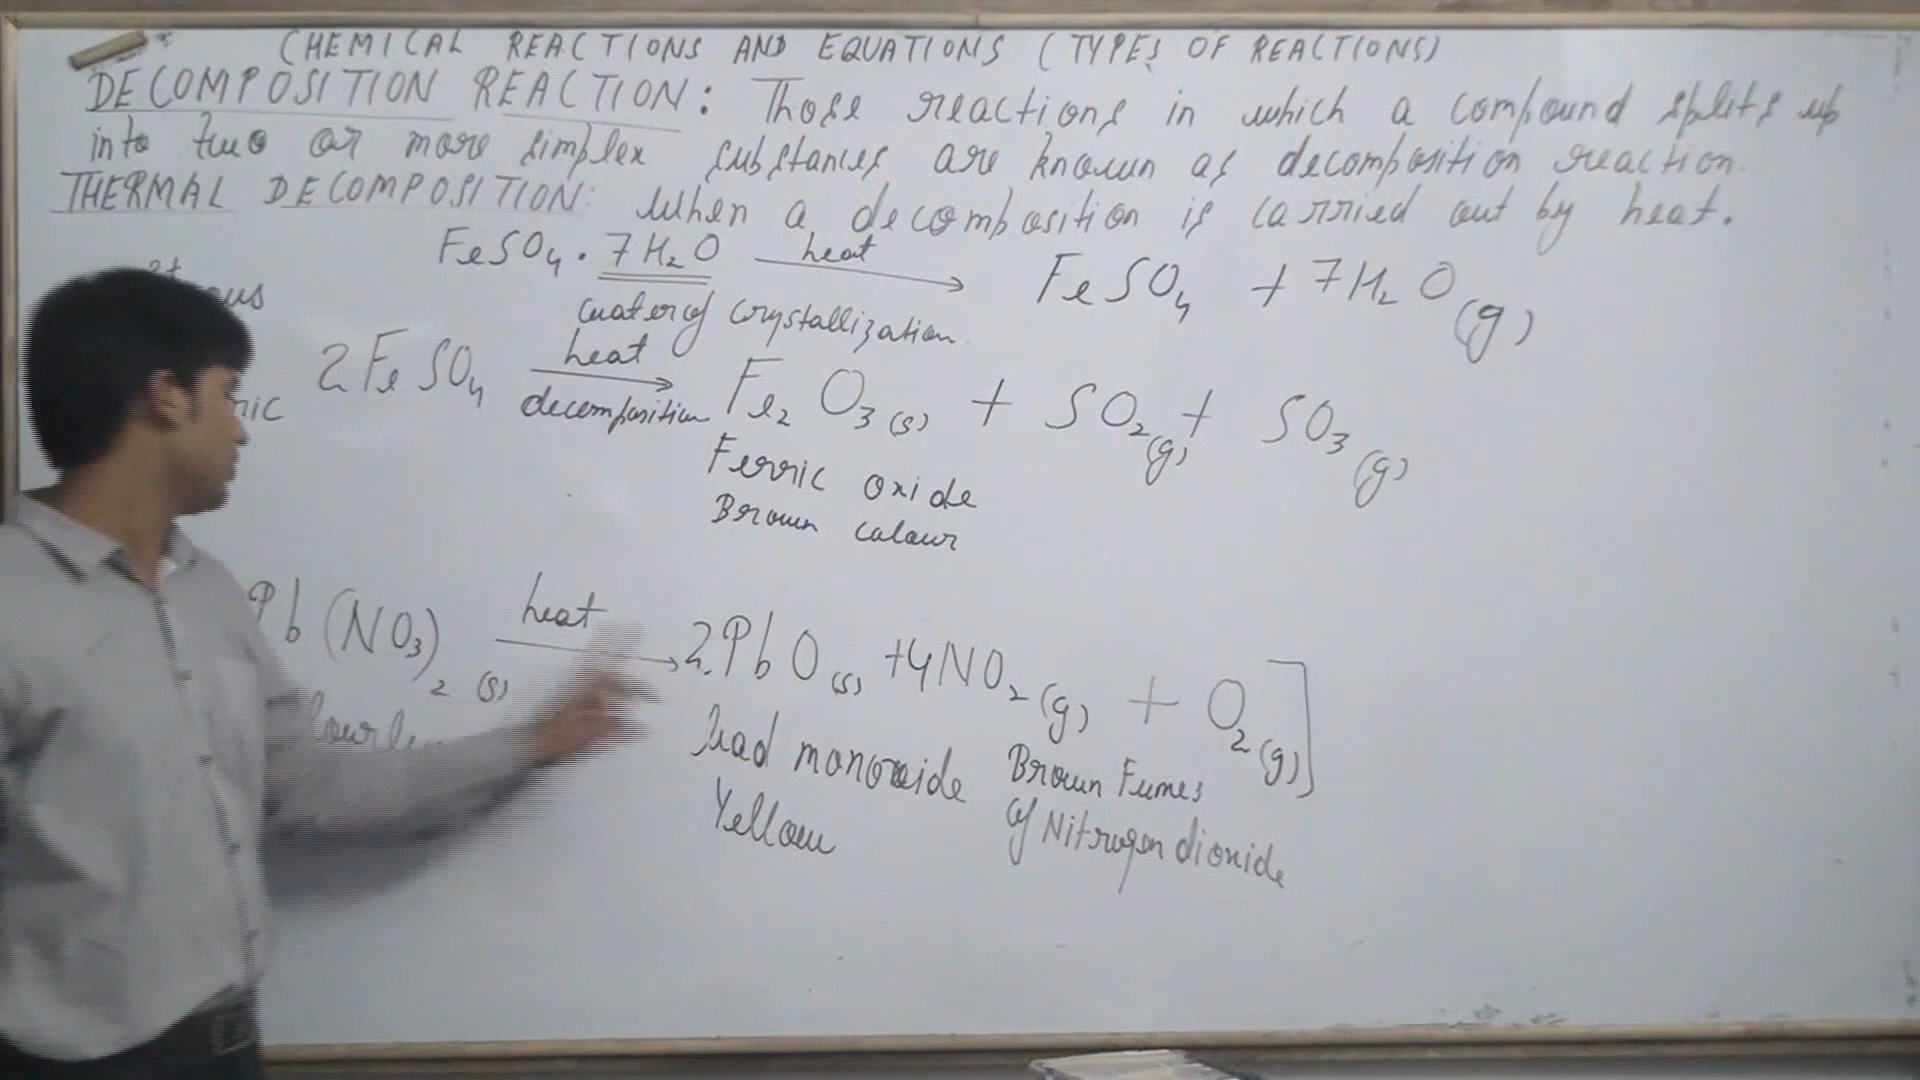 CHEMICAL REACTIONS AND EQUATIONS (TYPES OF REACTIONS)
DECOMPOSITION REACTION: Those reactions in which a compound splits up
into two or more simplex substances are known as decomposition reaction.
THERMAL DECOMPOSITION: When a decomposition is carried out by heat.
FeSO₄·7H₂O heat → FeSO₄ + 7H₂O(g)
water of crystallization
2FeSO₄ heat → decomposition Fe₂O₃(s) + SO₂(g) + SO₃(g)
Ferric oxide
Brown colour
Pb(NO₃)₂(s) heat → 2PbO(s) + 4NO₂(g) + O₂(g)]
lead monoxide Brown Fumes
Yellow of Nitrogen dioxide